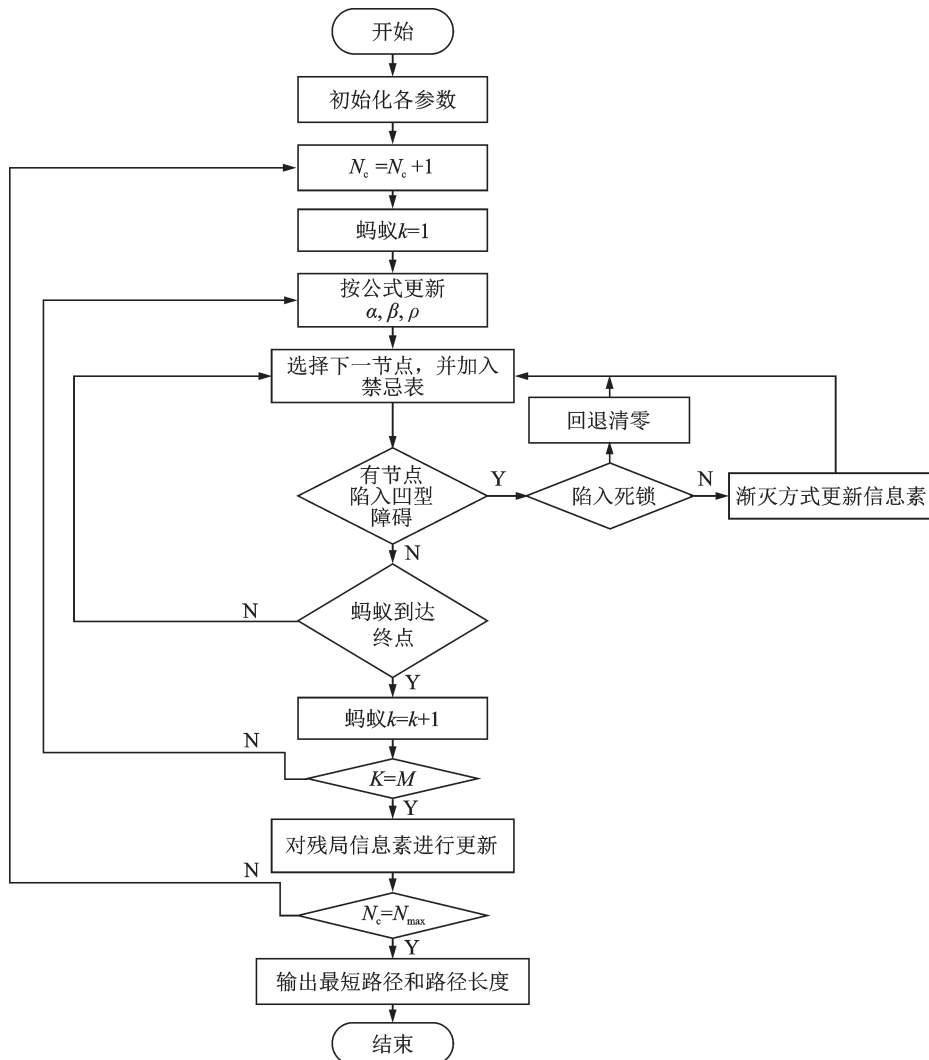 开始
初始化各参数
N_c=N_c+1
蚂蚁k=1
按公式更新
α, β, ρ
选择下一节点，并加入
禁忌表
回退清零
有节点
陷入凹型
障碍
Y
陷入死锁
N
渐灭方式更新信息素
N
蚂蚁到达
终点
N
Y
蚂蚁k=k+1
N
K=M
Y
对残局信息素进行更新
N
N_c=N_max
Y
输出最短路径和路径长度
结束